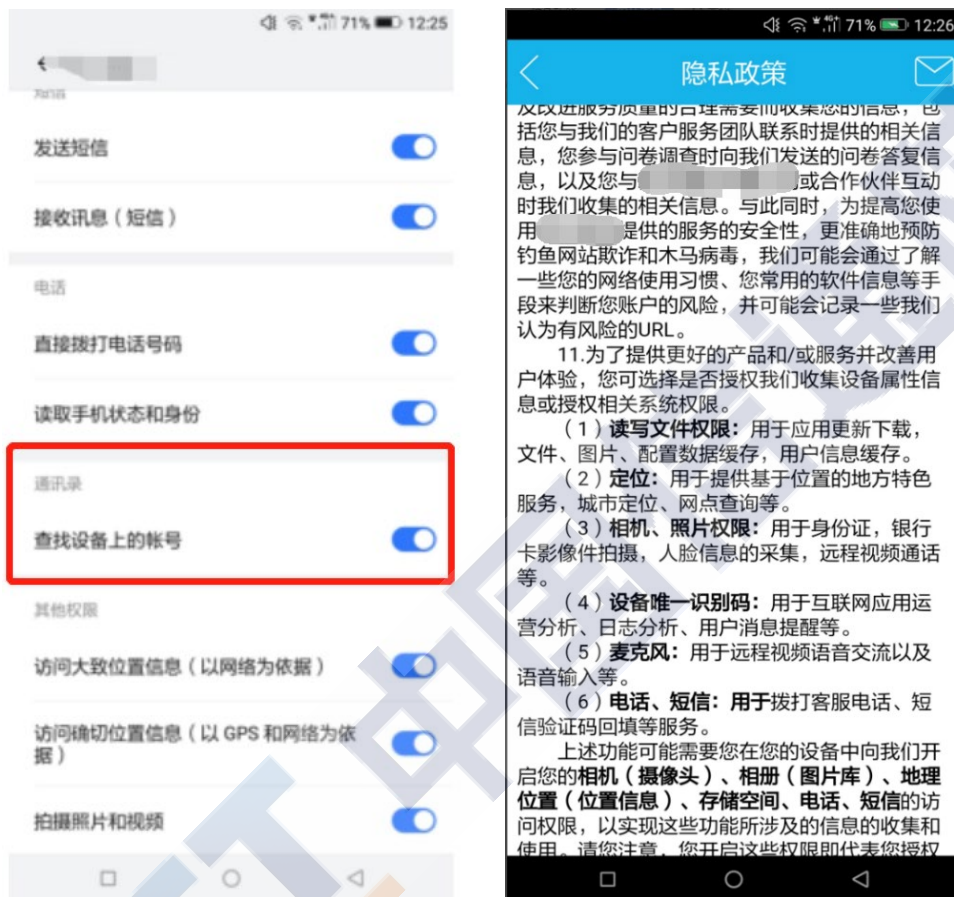 71% 12:25
短信
发送短信
接收讯息（短信）
电话
直接拨打电话号码
读取手机状态和身份
通讯录
查找设备上的帐号
其他权限
访问大致位置信息（以网络为依据）
访问确切位置信息（以 GPS 和网络为依
据）
拍摄照片和视频
4G+ 71% 12:26
隐私政策
及改进服务质量的合理需要而收集您的信息，包
括您与我们的客户服务团队联系时提供的相关信
息，您参与问卷调查时向我们发送的问卷答复信
息，以及您与 或合作伙伴互动
时我们收集的相关信息。与此同时，为提高您使
用 提供的服务的安全性，更准确地预防
钓鱼网站欺诈和木马病毒，我们可能会通过了解
一些您的网络使用习惯、您常用的软件信息等手
段来判断您账户的风险，并可能会记录一些我们
认为有风险的URL。
11.为了提供更好的产品和/或服务并改善用
户体验，您可选择是否授权我们收集设备属性信
息或授权相关系统权限。
（1）读写文件权限：用于应用更新下载，
文件、图片、配置数据缓存，用户信息缓存。
（2）定位：用于提供基于位置的地方特色
服务，城市定位、网点查询等。
（3）相机、照片权限：用于身份证，银行
卡影像件拍摄，人脸信息的采集，远程视频通话
等。
（4）设备唯一识别码：用于互联网应用运
营分析、日志分析、用户消息提醒等。
（5）麦克风：用于远程视频语音交流以及
语音输入等。
（6）电话、短信：用于拨打客服电话、短
信验证码回填等服务。
上述功能可能需要您在您的设备中向我们开
启您的相机（摄像头）、相册（图片库）、地理
位置（位置信息）、存储空间、电话、短信的访
问权限，以实现这些功能所涉及的信息的收集和
使用。请您注意，您开启这些权限即代表您授权
中国信通